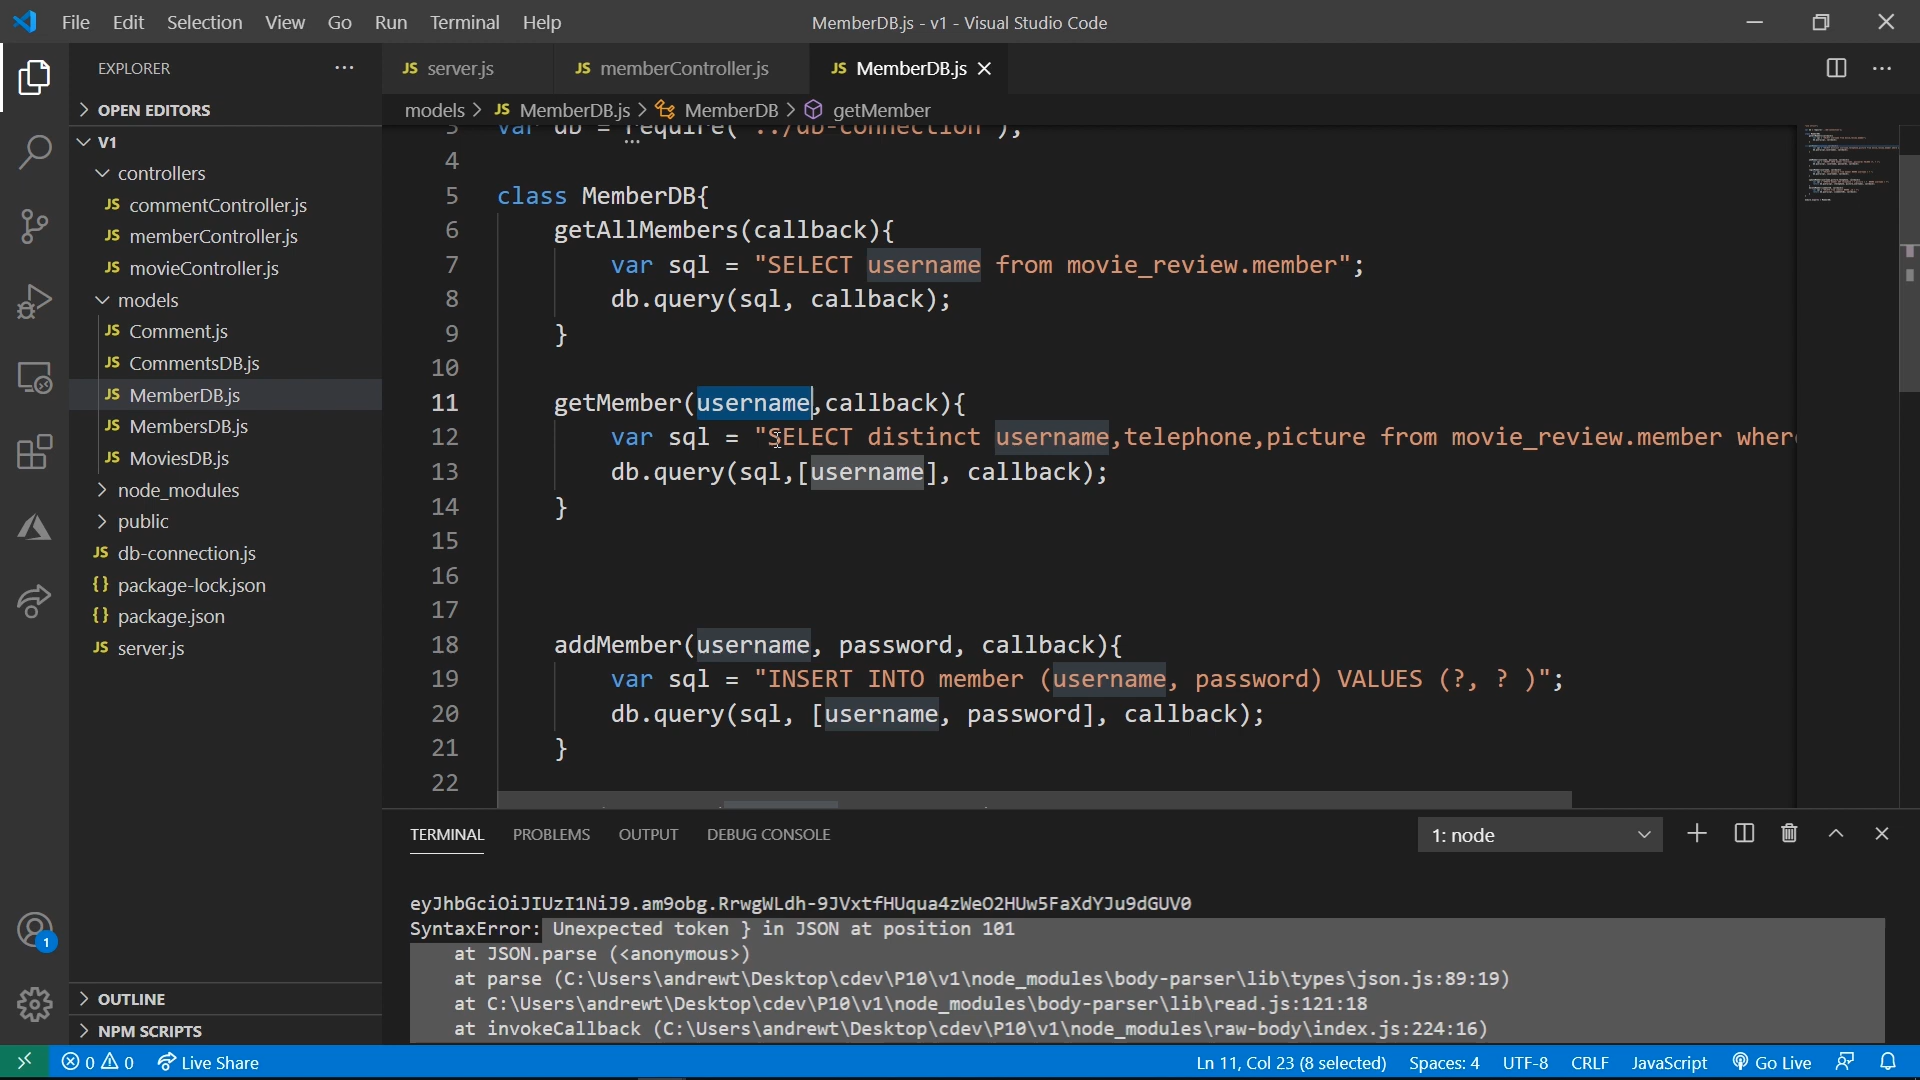 File Edit Selection View Go Run Terminal Help
MemberDB.js - v1 - Visual Studio Code
EXPLORER
OPEN EDITORS
V1
controllers
JS commentController.js
JS memberController.js
JS movieController.js
models
JS Comment.js
JS CommentsDB.js
JS MemberDB.js
JS MembersDB.js
JS MoviesDB.js
node_modules
public
JS db-connection.js
{} package-lock.json
{} package.json
JS server.js
OUTLINE
NPM SCRIPTS
JS server.js JS memberController.js JS MemberDB.js
models > JS MemberDB.js > MemberDB > getMember
3 var db = require('../db-connection');
4
5 class MemberDB{
6 getAllMembers(callback){
7 var sql = "SELECT username from movie_review.member";
8 db.query(sql, callback);
9 }
10
11 getMember(username,callback){
12 var sql = "SELECT distinct username,telephone,picture from movie_review.member wher
13 db.query(sql,[username], callback);
14 }
15
16
17
18 addMember(username, password, callback){
19 var sql = "INSERT INTO member (username, password) VALUES (?, ? )";
20 db.query(sql, [username, password], callback);
21 }
22
TERMINAL PROBLEMS OUTPUT DEBUG CONSOLE
1: node
eyJhbGciOiJIUzI1NiJ9.am9obg.RrwgWLdh-9JVxtfHUqua4zWeO2HUw5FaXdYJu9dGUV0
SyntaxError: Unexpected token } in JSON at position 101
at JSON.parse (<anonymous>)
at parse (C:\Users\andrewt\Desktop\cdev\P10\v1\node_modules\body-parser\lib\types\json.js:89:19)
at C:\Users\andrewt\Desktop\cdev\P10\v1\node_modules\body-parser\lib\read.js:121:18
at invokeCallback (C:\Users\andrewt\Desktop\cdev\P10\v1\node_modules\raw-body\index.js:224:16)
1
0 0 Live Share
Ln 11, Col 23 (8 selected) Spaces: 4 UTF-8 CRLF JavaScript Go Live